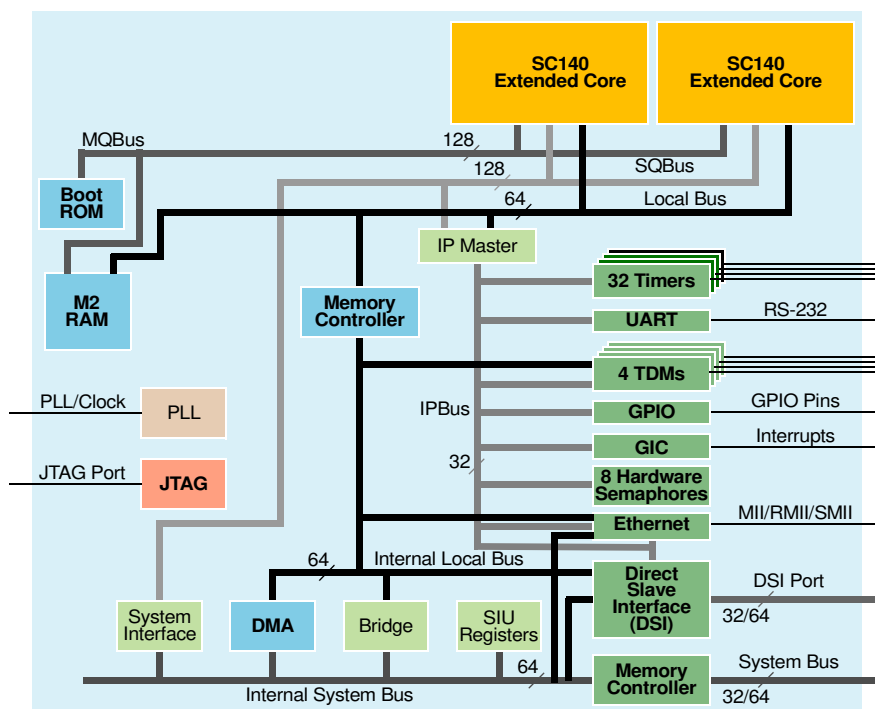 SC140
Extended Core
SC140
Extended Core
MQBus
128
SQBus
128
Boot
ROM
64
Local Bus
IP Master
M2
RAM
Memory
Controller
32 Timers
UART
RS-232
4 TDMs
PLL/Clock
PLL
IPBus
GPIO
GPIO Pins
GIC
Interrupts
JTAG Port
JTAG
32
8 Hardware
Semaphores
Ethernet
MII/RMII/SMII
64
Internal Local Bus
Direct
Slave
Interface
(DSI)
DSI Port
32/64
System
Interface
DMA
Bridge
SIU
Registers
64
Internal System Bus
Memory
Controller
System Bus
32/64